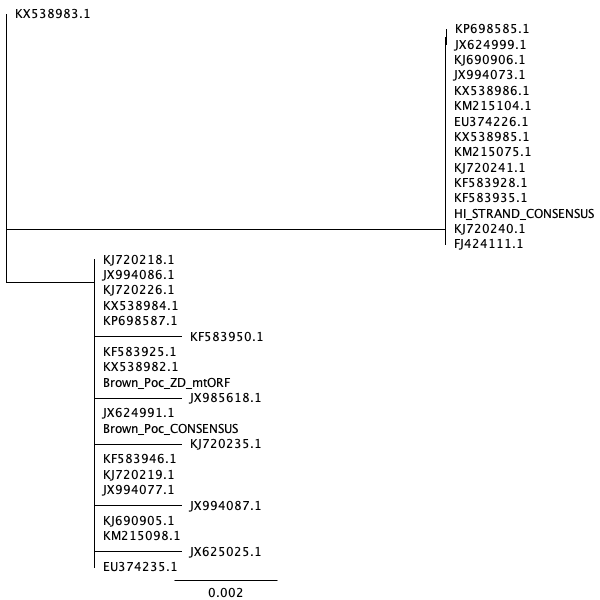 KX538983.1
KP698585.1
JX624999.1
KJ690906.1
JX994073.1
KX538986.1
KM215104.1
EU374226.1
KX538985.1
KM215075.1
KJ720241.1
KF583928.1
KF583935.1
HI_STRAND_CONSENSUS
KJ720240.1
FJ424111.1
KJ720218.1
JX994086.1
KJ720226.1
KX538984.1
KP698587.1
KF583950.1
KF583925.1
KX538982.1
Brown_Poc_ZD_mtORF
JX985618.1
JX624991.1
Brown_Poc_CONSENSUS
KJ720235.1
KF583946.1
KJ720219.1
JX994077.1
JX994087.1
KJ690905.1
KM215098.1
JX625025.1
EU374235.1
0.002